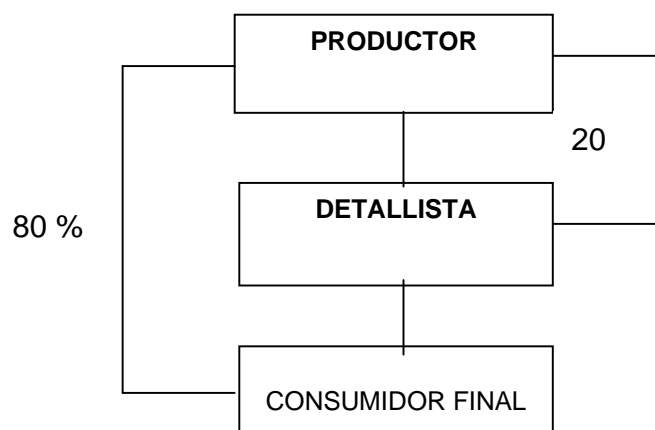 PRODUCTOR
20
DETALLISTA
80 %
CONSUMIDOR FINAL